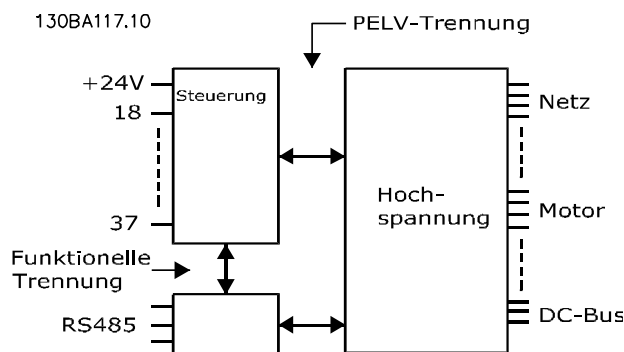 130BA117.10
PELV-Trennung
+24V
Steuerung
18
37
Hoch-
spannung
Netz
Motor
DC-Bus
Funktionelle
Trennung
RS485